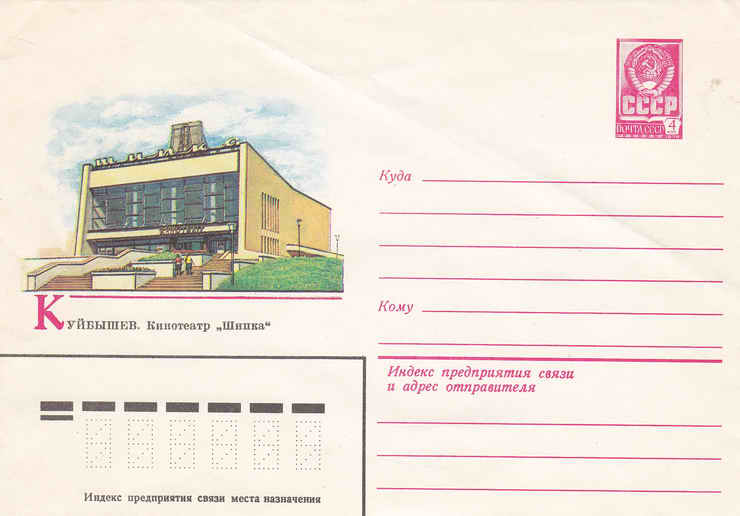 СССР
ПОЧТА СССР 4
Куда
Кому
КУЙБЫШЕВ. Кинотеатр „Шипка“
Индекс предприятия связи
и адрес отправителя
Индекс предприятия связи места назначения